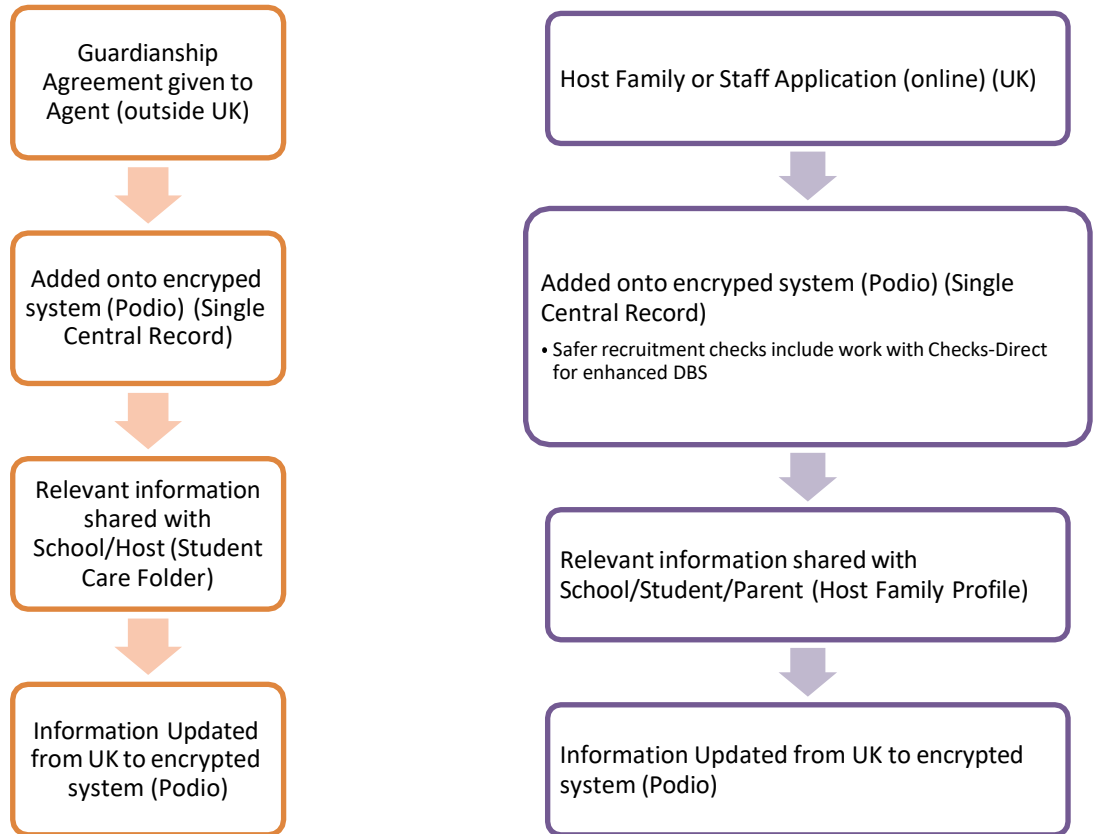 Guardianship
Agreement given to
Agent (outside UK)
Added onto encryped
system (Podio) (Single
Central Record)
Relevant information
shared with
School/Host (Student
Care Folder)
Information Updated
from UK to encrypted
system (Podio)
Host Family or Staff Application (online) (UK)
Added onto encryped system (Podio) (Single
Central Record)
• Safer recruitment checks include work with Checks-Direct
for enhanced DBS
Relevant information shared with
School/Student/Parent (Host Family Profile)
Information Updated from UK to encrypted
system (Podio)